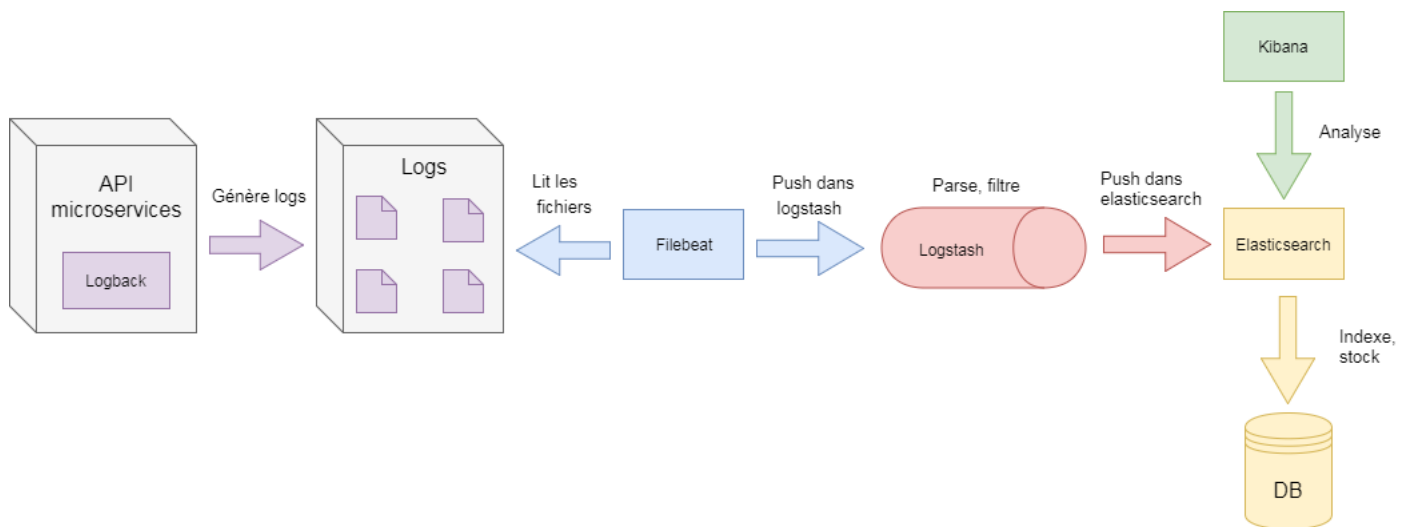 Kibana
Analyse
API
microservices
Logback
Génère logs
Logs
Lit les
fichiers
Filebeat
Push dans
logstash
Parse, filtre
Logstash
Push dans
elasticsearch
Elasticsearch
Indexe,
stock
DB